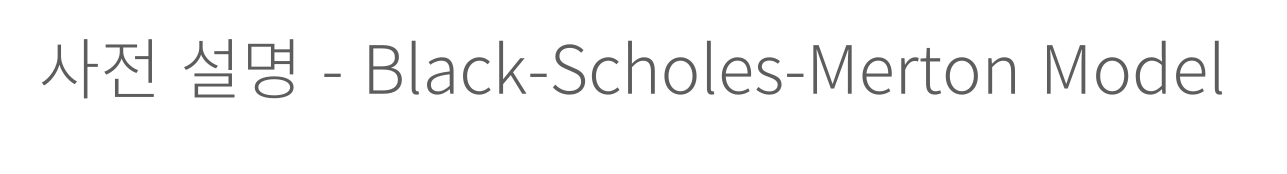 사전 설명 - Black-Scholes-Merton Model